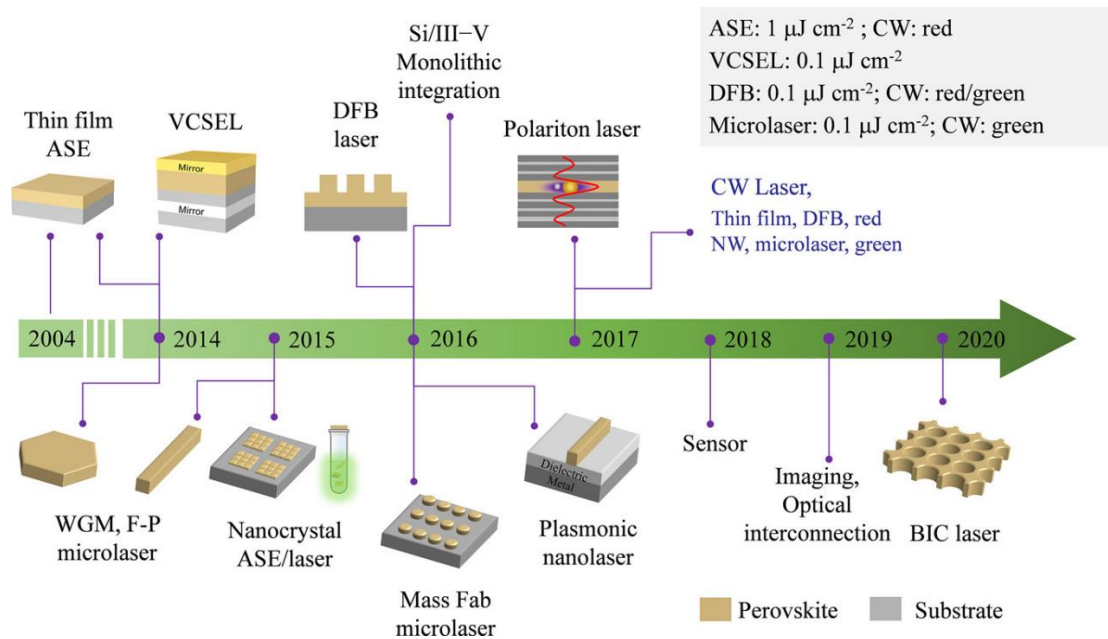 ASE: 1 μJ cm⁻² ; CW: red
VCSEL: 0.1 μJ cm⁻²
DFB: 0.1 μJ cm⁻²; CW: red/green
Microlaser: 0.1 μJ cm⁻²; CW: green
Thin film
ASE
VCSEL
Mirror
Mirror
DFB
laser
Si/III−V
Monolithic
integration
Polariton laser
CW Laser,
Thin film, DFB, red
NW, microlaser, green
2004
2014
2015
2016
2017
2018
2019
2020
WGM, F-P
microlaser
Nanocrystal
ASE/laser
Mass Fab
microlaser
Dielectric
Metal
Plasmonic
nanolaser
Sensor
Imaging,
Optical
interconnection
BIC laser
Perovskite
Substrate